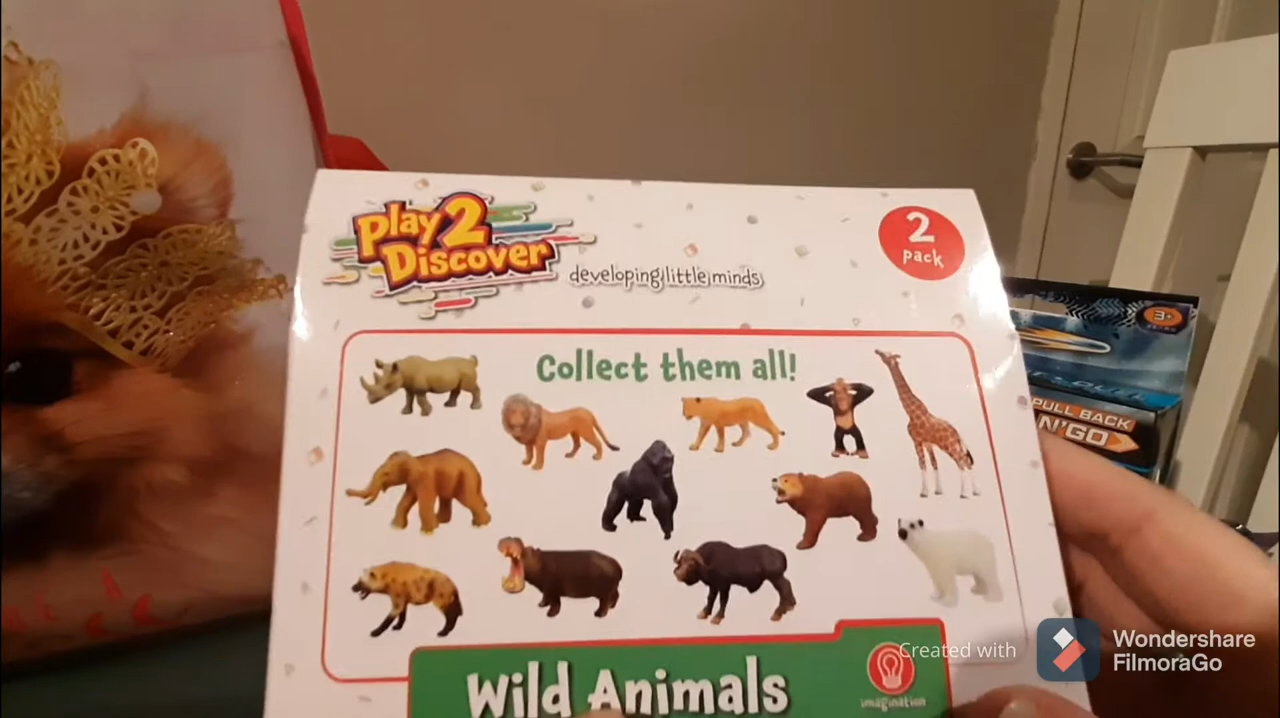 Play 2
Discover
developing little minds
2
pack
Collect them all!
3+
PULL BACK
N'GO
Wild Animals
imagination
Created with
Wondershare
FilmoraGo